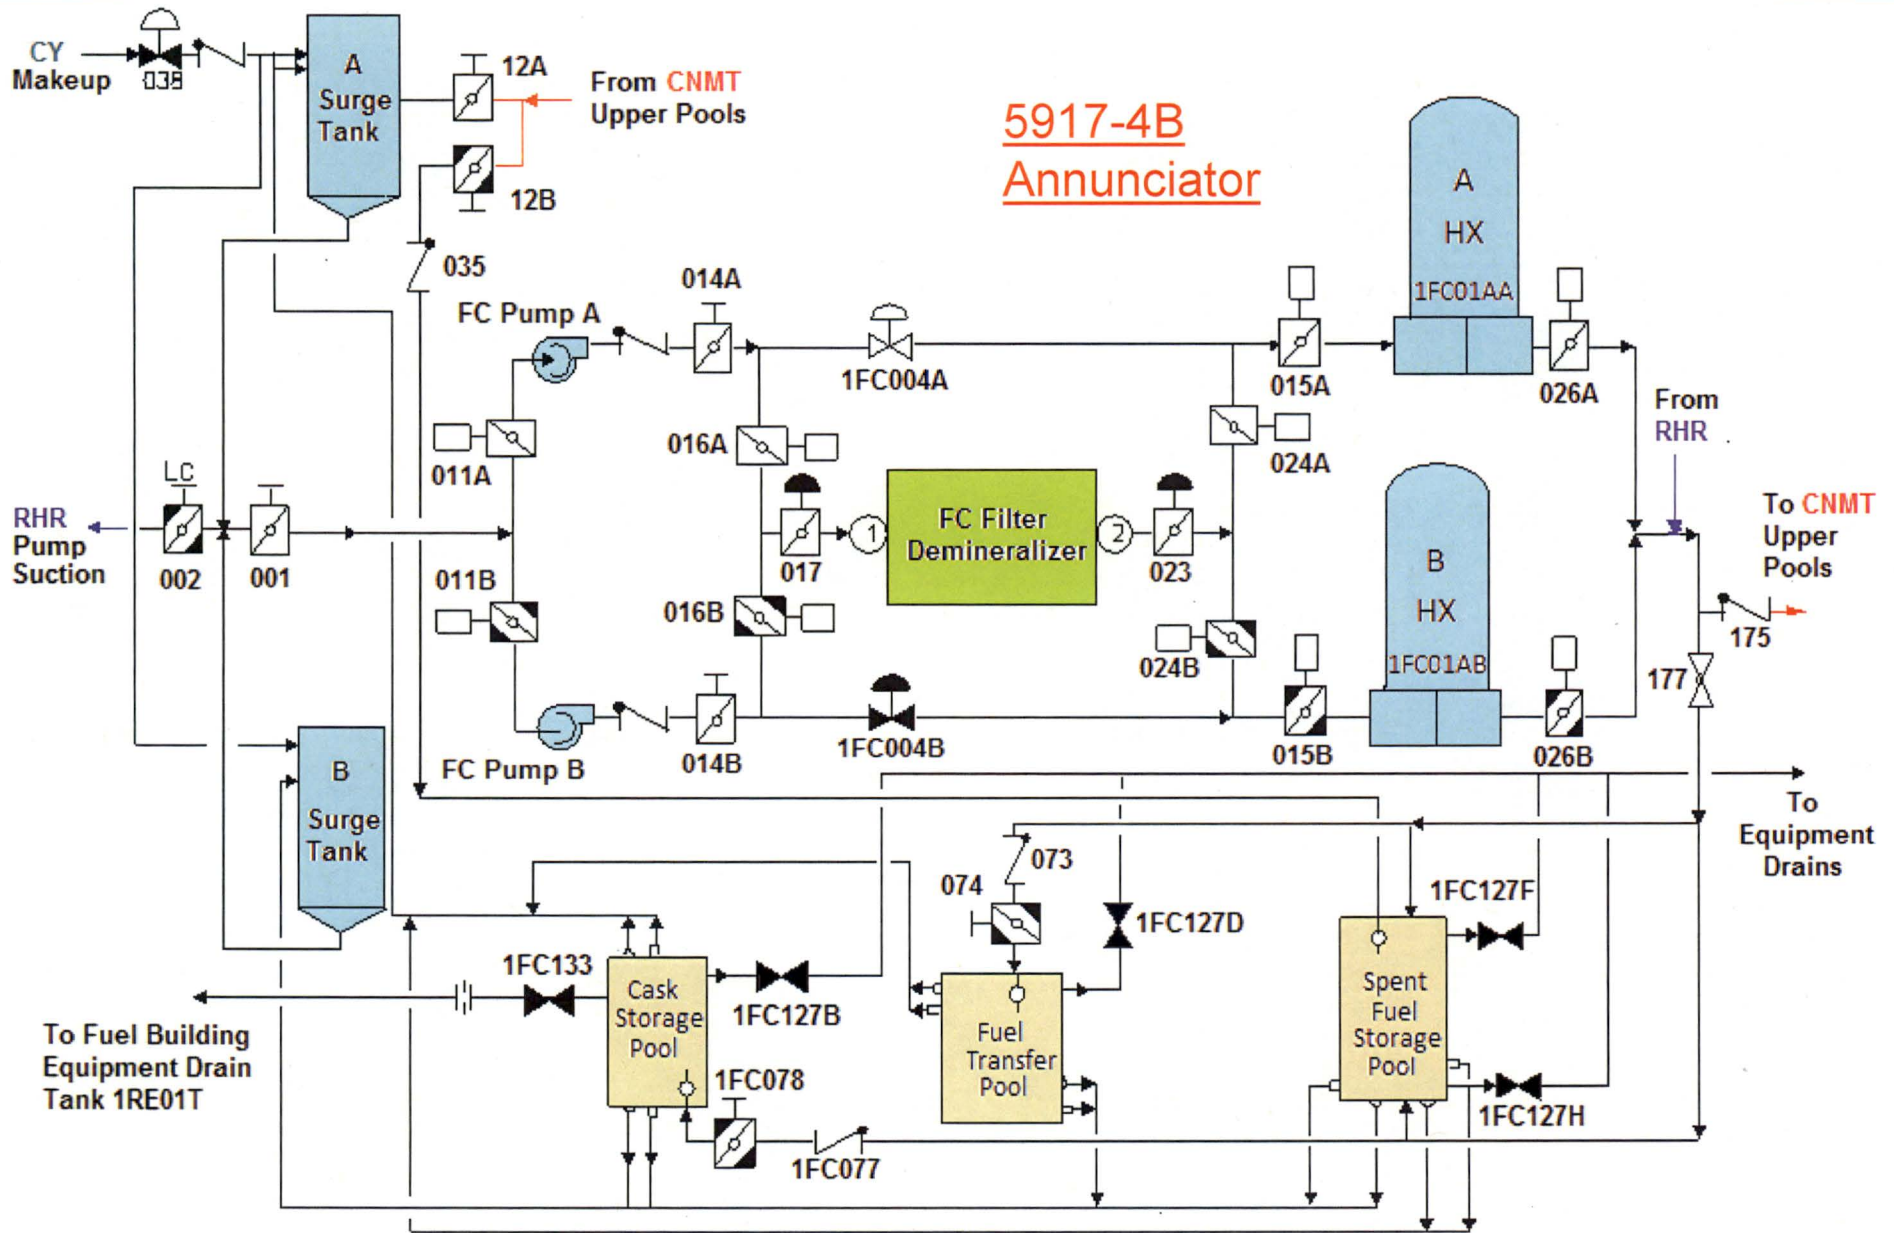 CY
Makeup
038
A
Surge
Tank
12A
From CNMT
Upper Pools
12B
5917-4B
Annunciator
A
HX
1FC01AA
035
014A
FC Pump A
1FC004A
015A
026A
From
RHR
011A
016A
024A
LC
RHR
Pump
Suction
002
001
011B
017
1
FC Filter
Demineralizer
2
023
To CNMT
Upper
Pools
B
HX
1FC01AB
016B
024B
175
177
FC Pump B
014B
1FC004B
015B
026B
B
Surge
Tank
To
Equipment
Drains
073
074
1FC127D
1FC127F
1FC133
Cask
Storage
Pool
1FC127B
Fuel
Transfer
Pool
Spent
Fuel
Storage
Pool
To Fuel Building
Equipment Drain
Tank 1RE01T
1FC078
1FC077
1FC127H